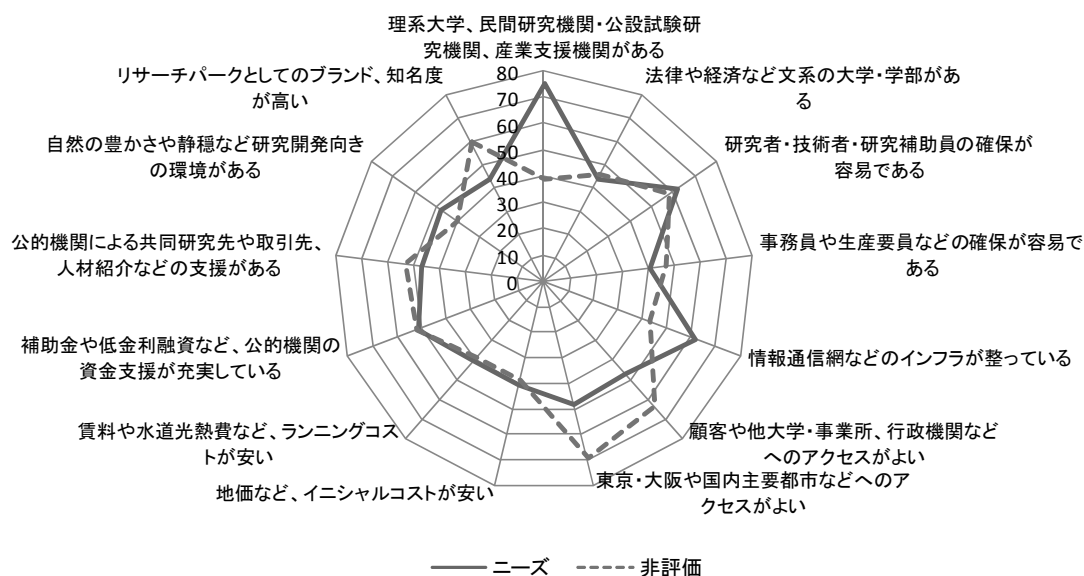 理系大学、民間研究機関・公設試験研
究機関、産業支援機関がある
法律や経済など文系の大学・学部があ
る
研究者・技術者・研究補助員の確保が
容易である
事務員や生産要員などの確保が容易で
ある
情報通信網などのインフラが整っている
顧客や他大学・事業所、行政機関など
へのアクセスがよい
東京・大阪や国内主要都市などへのア
クセスがよい
地価など、イニシャルコストが安い
賃料や水道光熱費など、ランニングコス
トが安い
補助金や低金利融資など、公的機関の
資金支援が充実している
公的機関による共同研究先や取引先、
人材紹介などの支援がある
自然の豊かさや静穏など研究開発向き
の環境がある
リサーチパークとしてのブランド、知名度
が高い
80
70
60
50
40
30
20
10
0
ニーズ
非評価